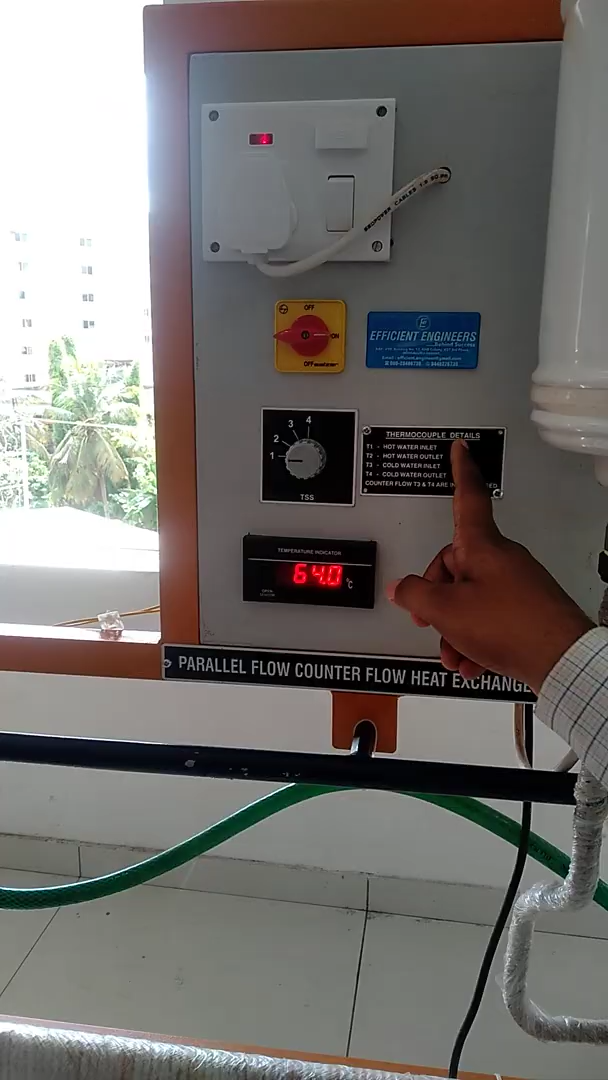 OFF
ON
OFF
EFFICIENT ENGINEERS
THERMOCOUPLE DETAILS
T1 - HOT WATER INLET
T2 - HOT WATER OUTLET
T3 - COLD WATER INLET
T4 - COLD WATER OUTLET
COUNTER FLOW T3 & T4 ARE
1
2
3
4
TSS
TEMPERATURE INDICATOR
64.0 °C
PARALLEL FLOW COUNTER FLOW HEAT EXCHANGE